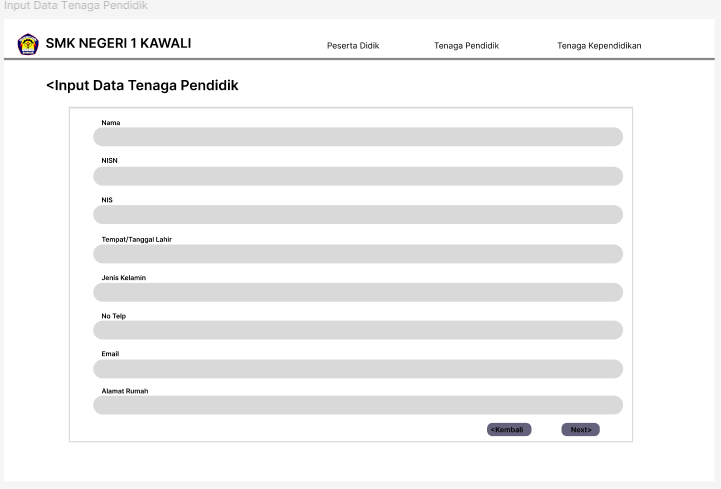 Input Data Tenaga Pendidik
SMK NEGERI 1 KAWALI
Peserta Didik
Tenaga Pendidik
Tenaga Kependidikan
<Input Data Tenaga Pendidik
Nama
NISN
NIS
Tempat/Tanggal Lahir
Jenis Kelamin
No Telp
Email
Alamat Rumah
<Kembali
Next>